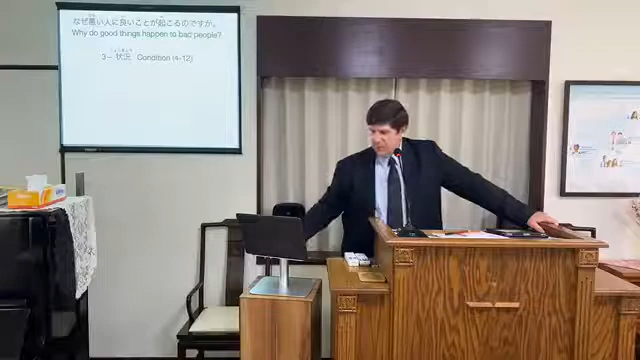 なぜ悪い人に良いことが起こるのですか。
Why do good things happen to bad people?
3– 状況 Condition (4-12)